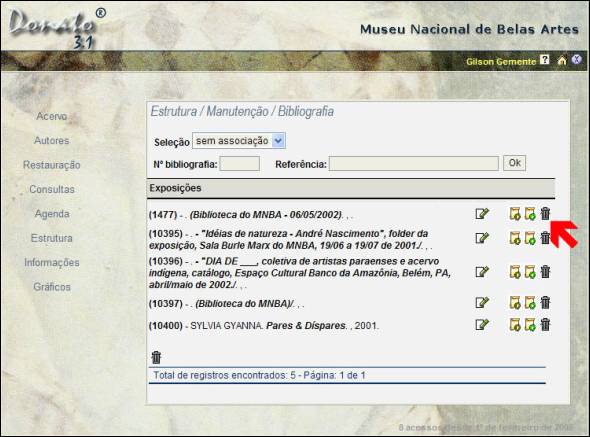 Donato ®
3.1
Museu Nacional de Belas Artes
Gilson Gemente ?
Acervo
Autores
Restauração
Consultas
Agenda
Estrutura
Informações
Gráficos
Estrutura / Manutenção / Bibliografia
Seleção sem associação
Nº bibliografia: Referência: Ok
Exposições
(1477) - . (Biblioteca do MNBA - 06/05/2002). , .
(10395) - . - "Idéias de natureza - André Nascimento", folder da
exposição, Sala Burle Marx do MNBA, 19/06 a 19/07 de 2001./. , .
(10396) - . - "DIA DE ___, coletiva de artistas paraenses e acervo
indígena, catálogo, Espaço Cultural Banco da Amazônia, Belém, PA,
abril/maio de 2002./. , .
(10397) - . (Biblioteca do MNBA)/. , .
(10400) - SYLVIA GYANNA. Pares & Díspares. , 2001.
Total de registros encontrados: 5 - Página: 1 de 1
8 acessos desde 1º de fevereiro de